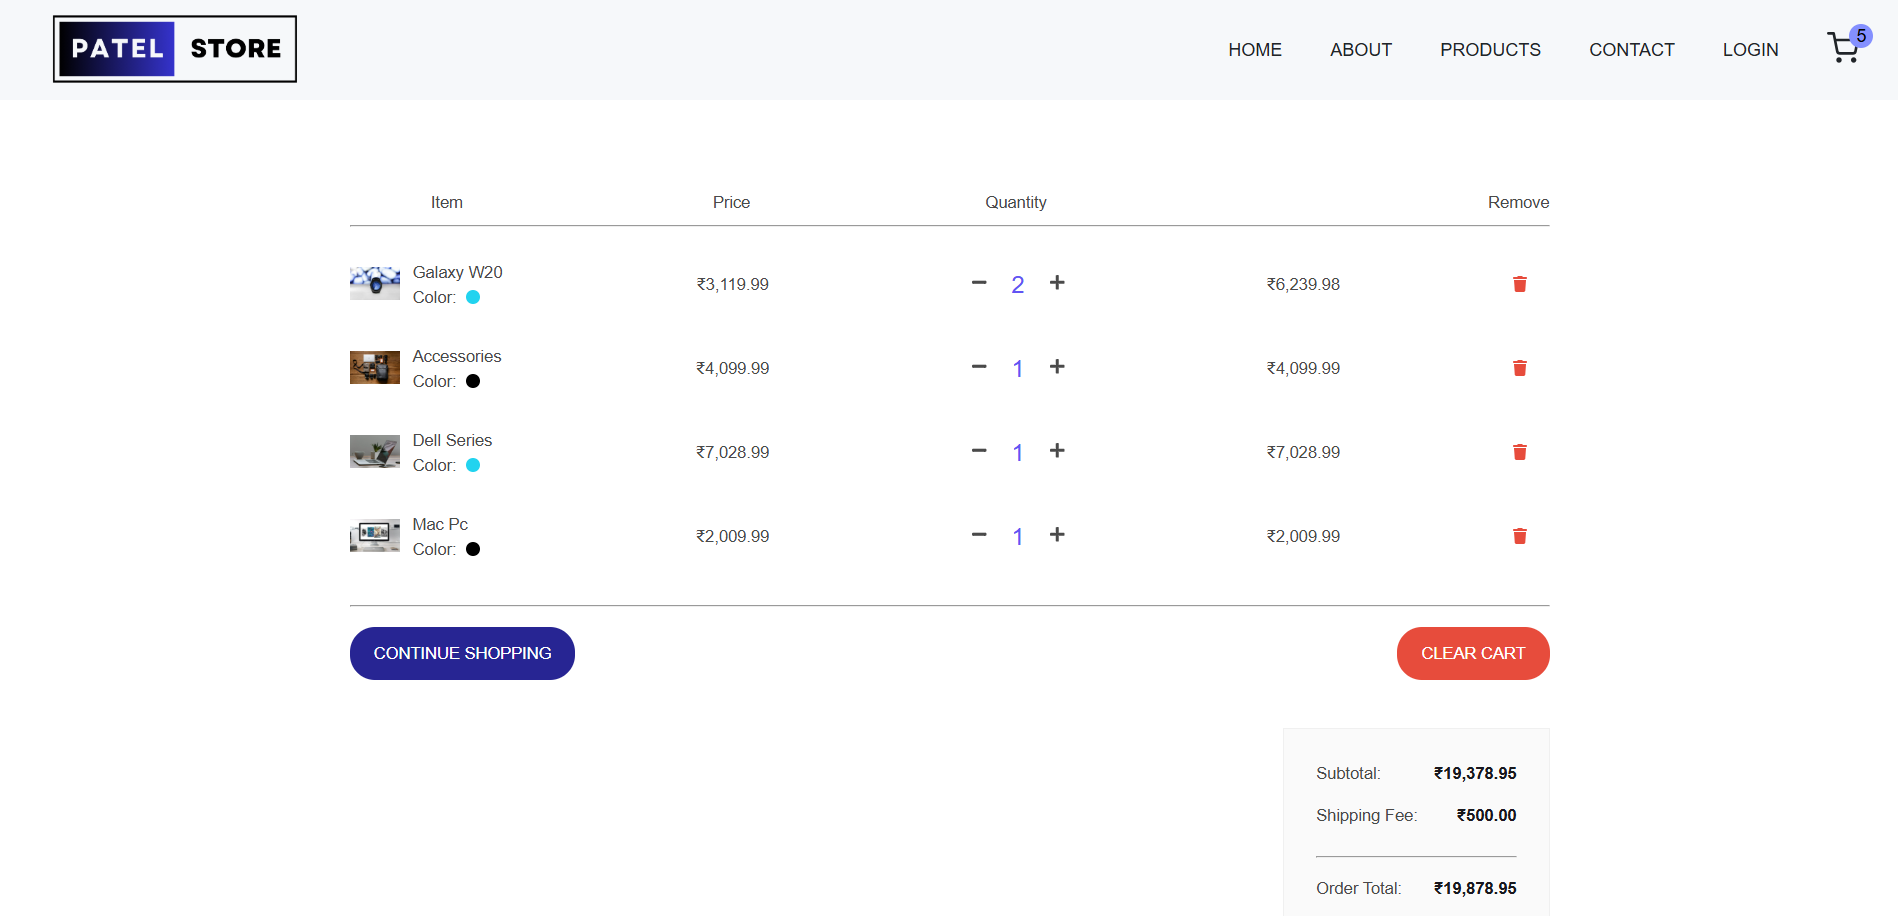 PATEL STORE
HOME ABOUT PRODUCTS CONTACT LOGIN 5
Item Price Quantity Remove
Galaxy W20
Color:
₹3,119.99 2 ₹6,239.98
Accessories
Color:
₹4,099.99 1 ₹4,099.99
Dell Series
Color:
₹7,028.99 1 ₹7,028.99
Mac Pc
Color:
₹2,009.99 1 ₹2,009.99
CONTINUE SHOPPING CLEAR CART
Subtotal: ₹19,378.95
Shipping Fee: ₹500.00
Order Total: ₹19,878.95